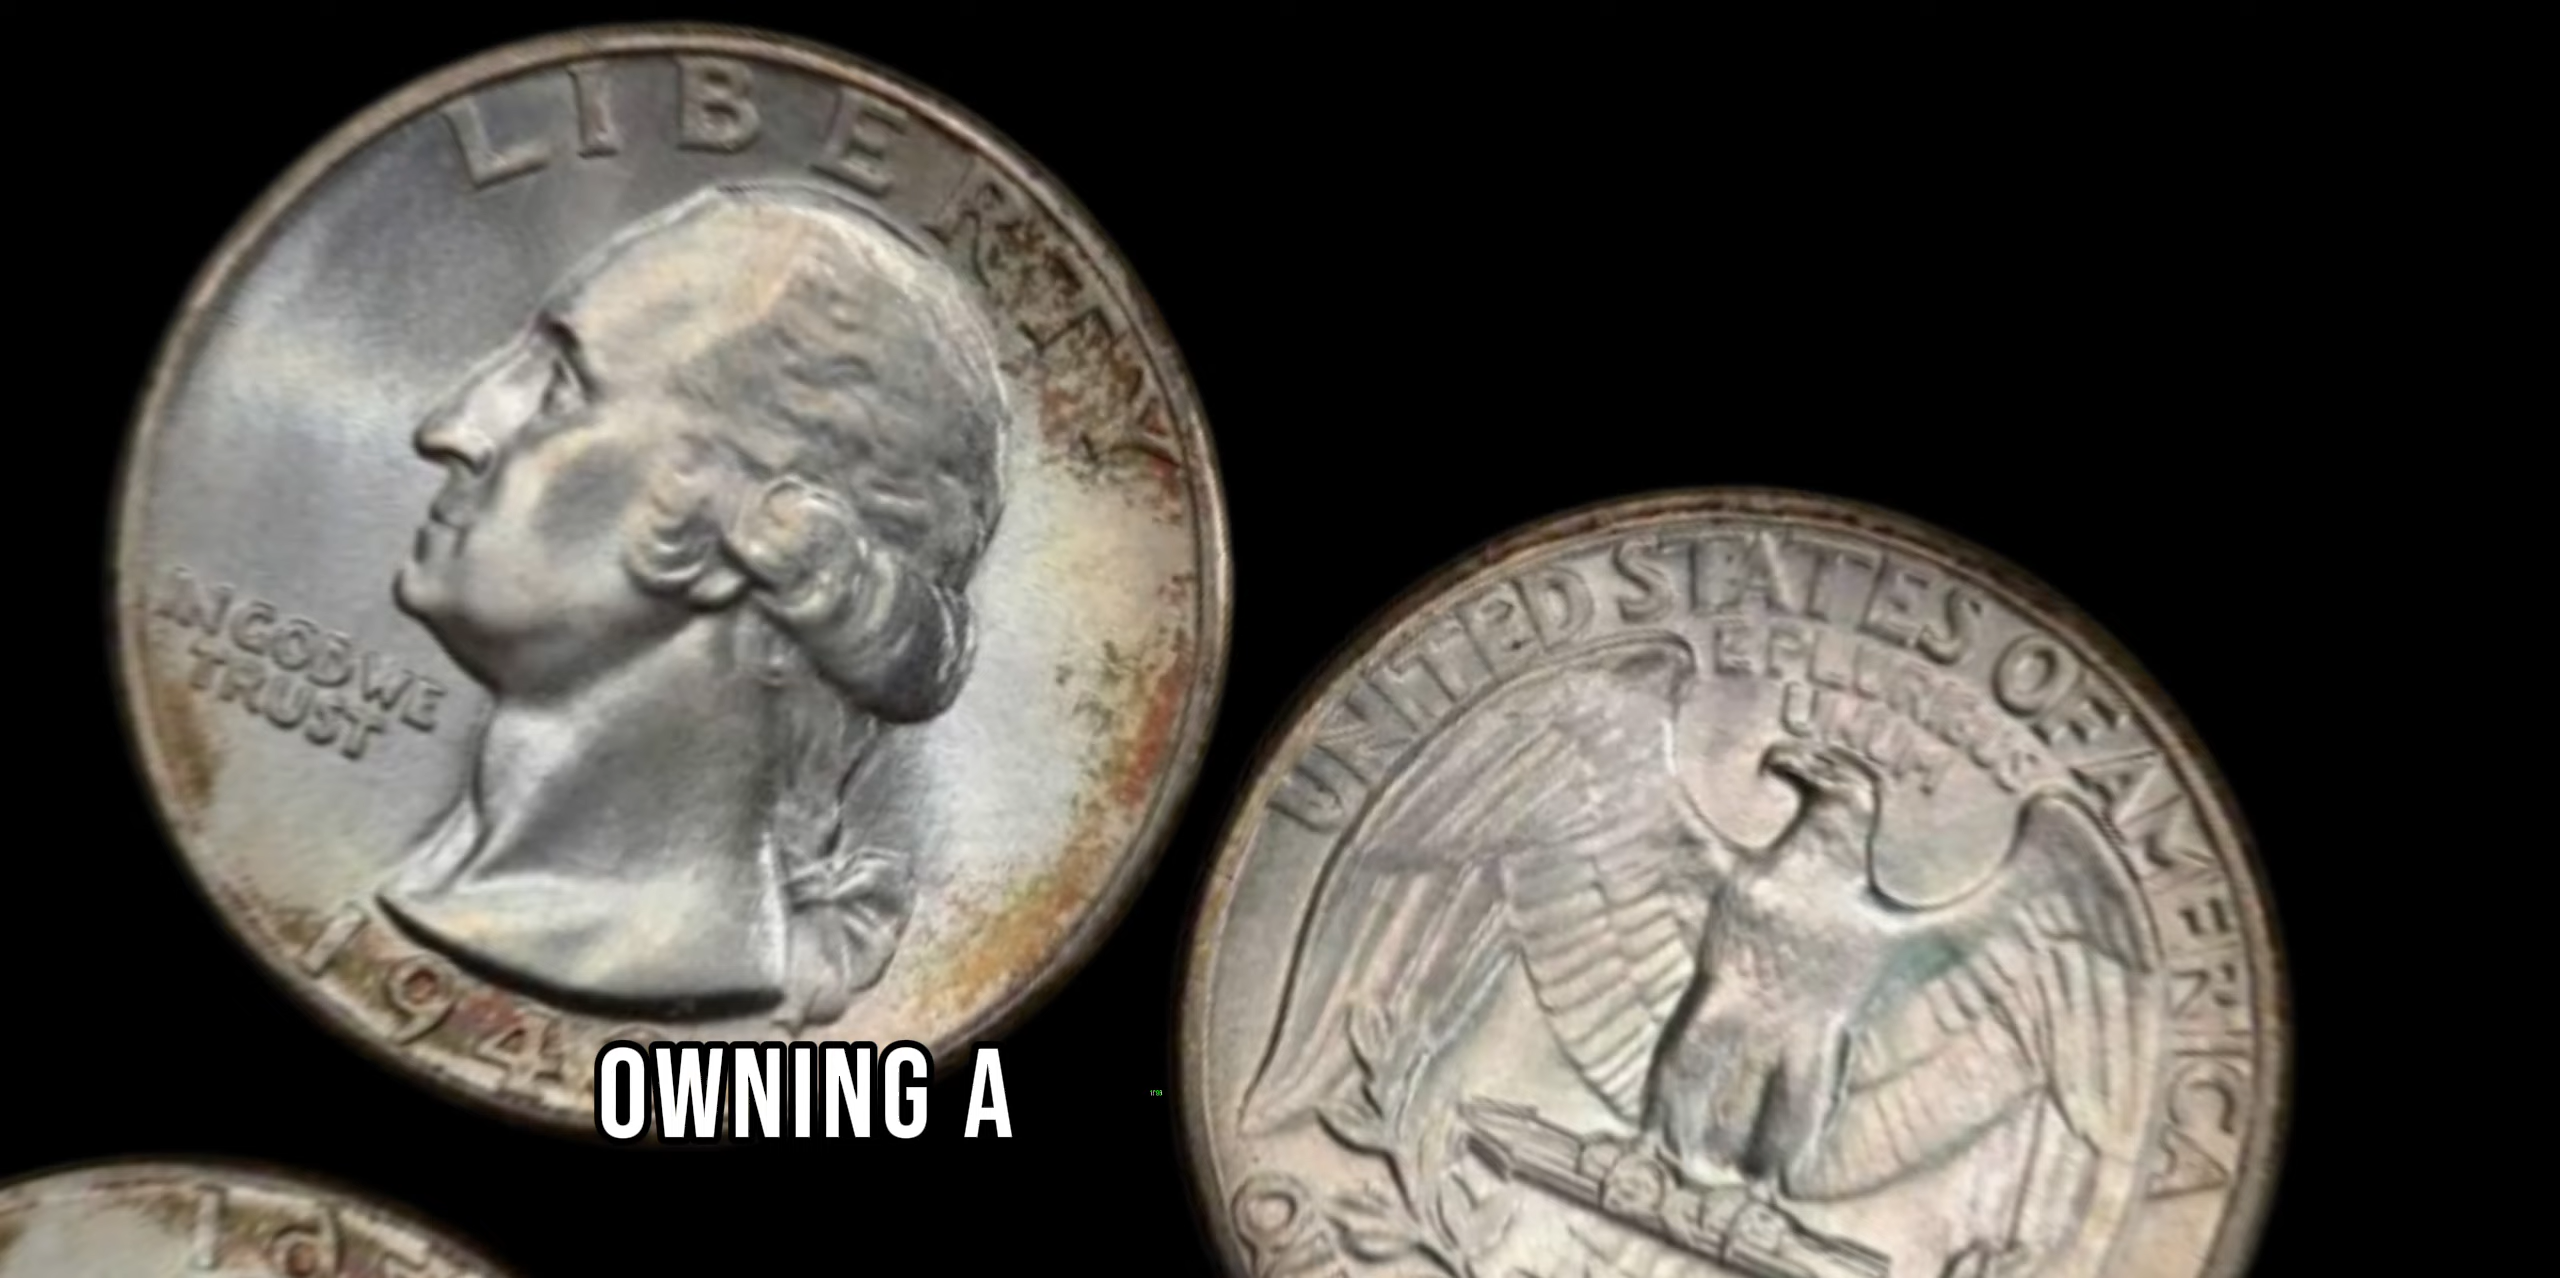 LIBERTY
IN GOD WE
TRUST
OWNING A
UNITED STATES OF AMERICA
E PLURIBUS
UNUM